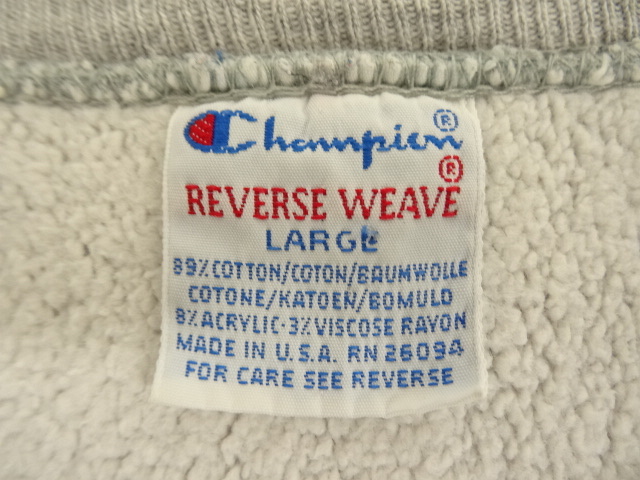 Champion®
REVERSE WEAVE®
LARGE
89% COTTON/COTON/BAUMWOLLE
COTONE/KATOEN/BOMULD
8% ACRYLIC·3% VISCOSE RAYON
MADE IN U.S.A. RN 26094
FOR CARE SEE REVERSE